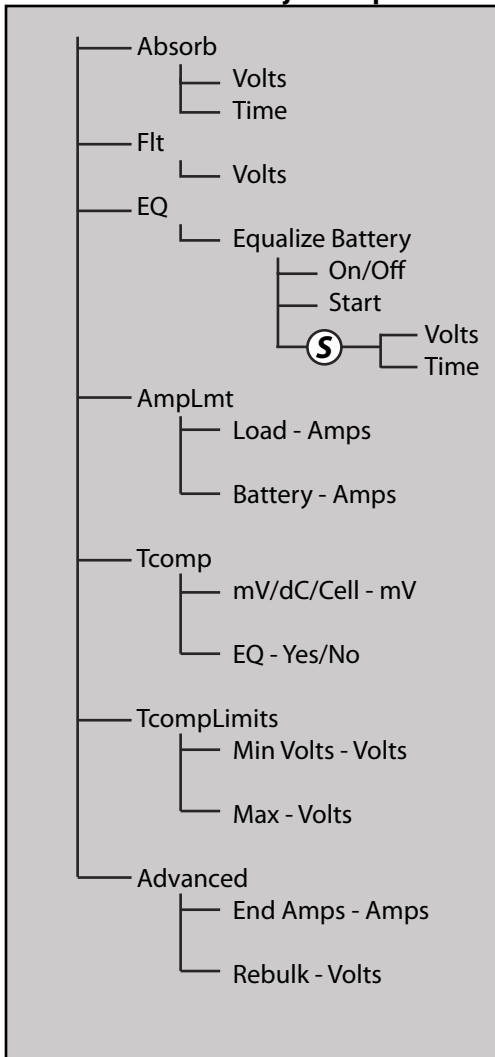 Absorb
Volts
Time
Flt
Volts
EQ
Equalize Battery
On/Off
Start
S
Volts
Time
AmpLmt
Load - Amps
Battery - Amps
Tcomp
mV/dC/Cell - mV
EQ - Yes/No
TcompLimits
Min Volts - Volts
Max - Volts
Advanced
End Amps - Amps
Rebulk - Volts